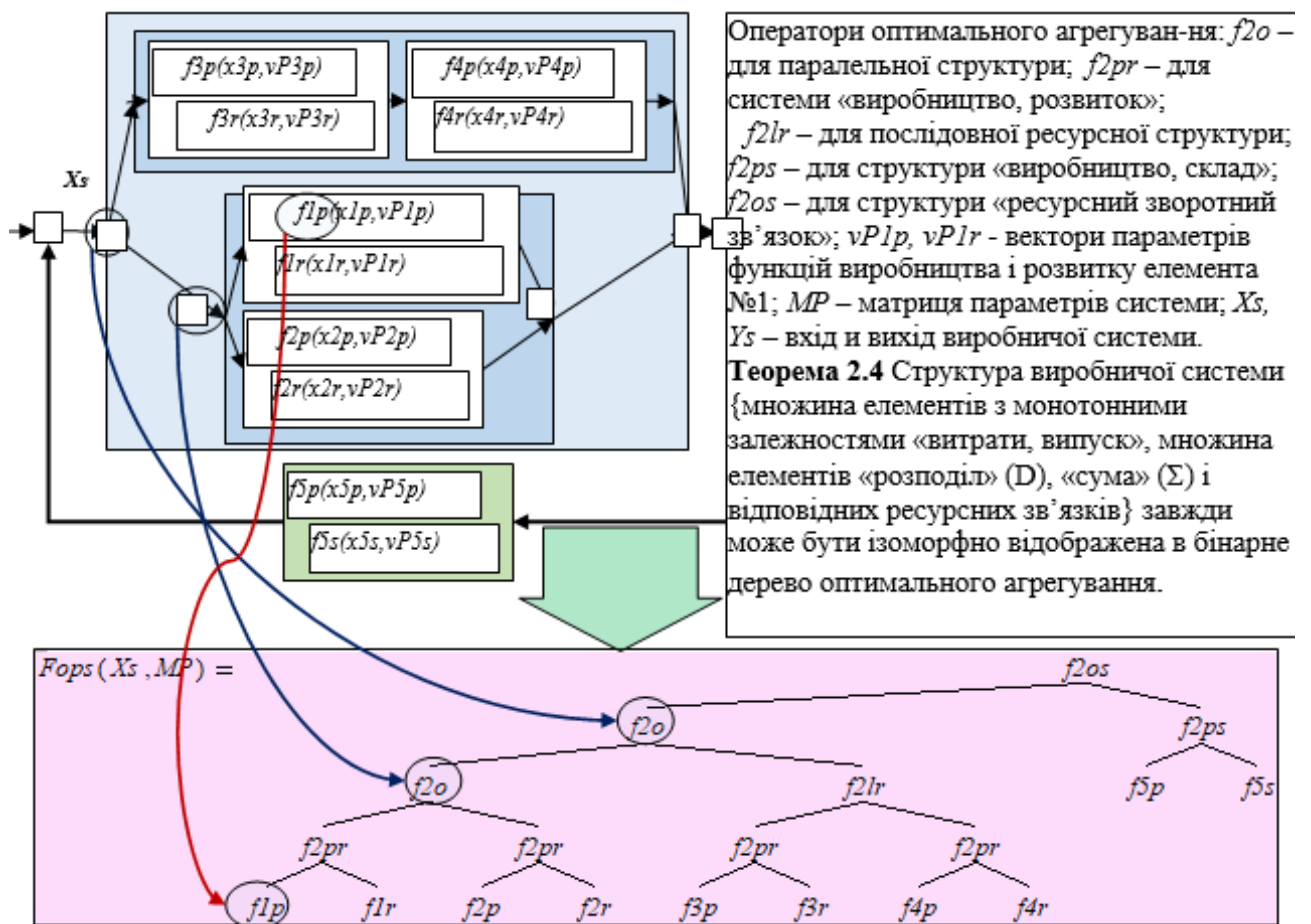 f3p(x3p,vP3p)
f3r(x3r,vP3r)
f4p(x4p,vP4p)
f4r(x4r,vP4r)
Xs
f1p(x1p,vP1p)
f1r(x1r,vP1r)
f2p(x2p,vP2p)
f2r(x2r,vP2r)
f5p(x5p,vP5p)
f5s(x5s,vP5s)
Оператори оптимального агрегуван-ня: f2o –
для паралельної структури; f2pr – для
системи «виробництво, розвиток»;
f2lr – для послідовної ресурсної структури;
f2ps – для структури «виробництво, склад»;
f2os – для структури «ресурсний зворотний
зв’язок»; vP1p, vP1r - вектори параметрів
функцій виробництва і розвитку елемента
№1; MP – матриця параметрів системи; Xs,
Ys – вхід и вихід виробничої системи.
Теорема 2.4 Структура виробничої системи
{множина елементів з монотонними
залежностями «витрати, випуск», множина
елементів «розподіл» (D), «сума» (Σ) і
відповідних ресурсних зв’язків} завжди
може бути ізоморфно відображена в бінарне
дерево оптимального агрегування.
Fops(Xs,MP) =
f2os
f2o f2ps
f2o f2lr f5p f5s
f2pr f2pr f2pr f2pr
f1p f1r f2p f2r f3p f3r f4p f4r